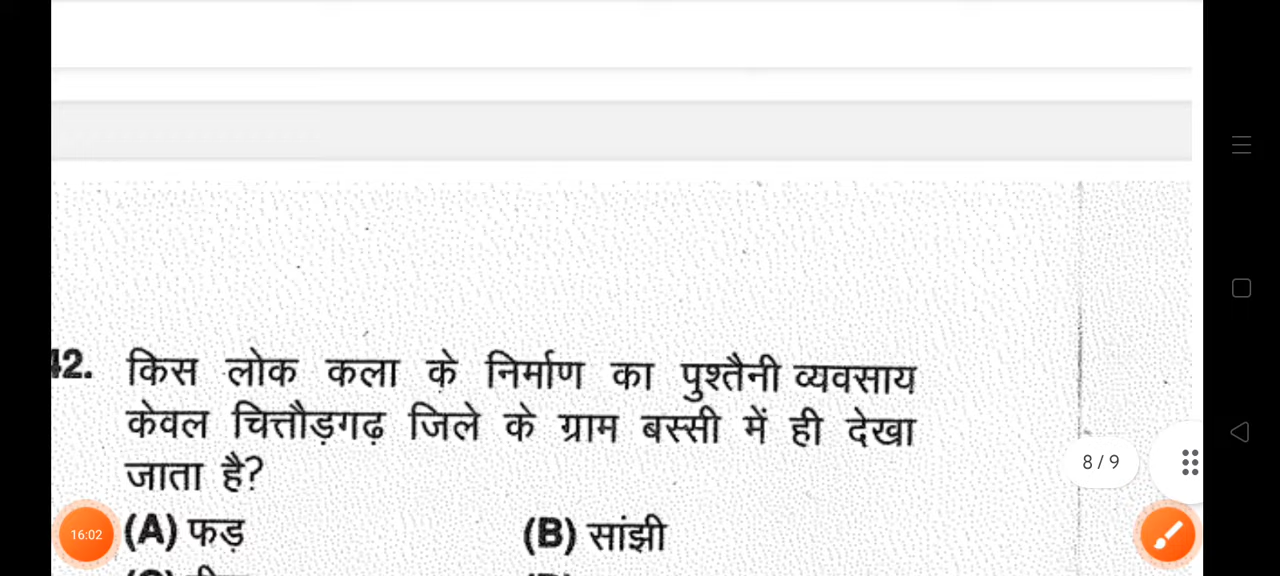 42. किस लोक कला के निर्माण का पुश्तैनी व्यवसाय
केवल चित्तौड़गढ़ जिले के ग्राम बस्सी में ही देखा
जाता है?
8 / 9
16:02
(A) फड़ (B) सांझी